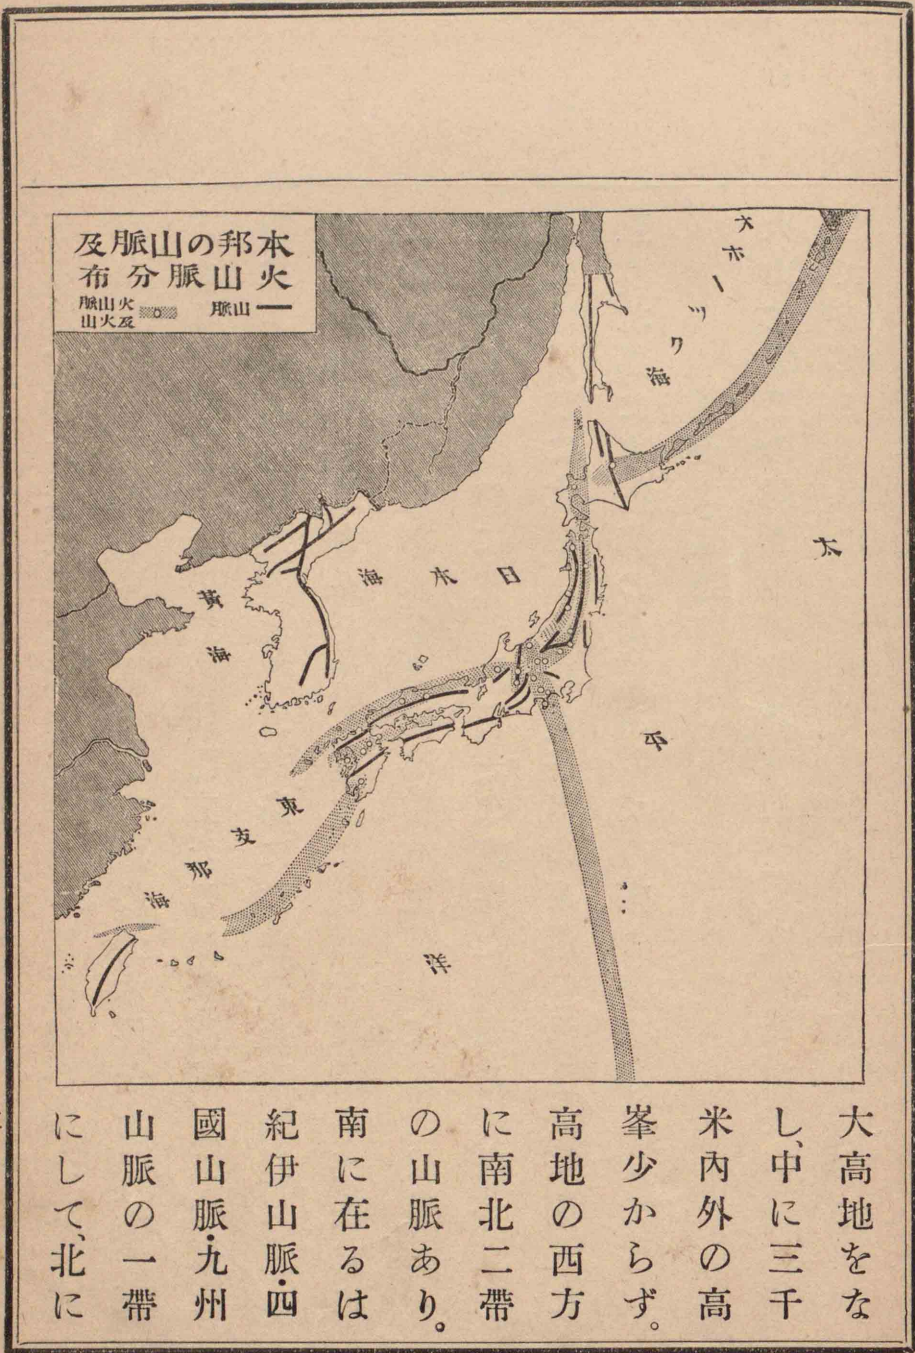 本邦の山脈及
火山脈分布
山脈
火山脈
及火山
オホーツク海
太平洋
日本海
黃海
東支那海
大高地をな
し、中に三千
米內外の高
峯少からず。
高地の西方
に南北二帶
の山脈あり。
南に在るは
紀伊山脈・四
國山脈・九州
山脈の一帶
にして、北に